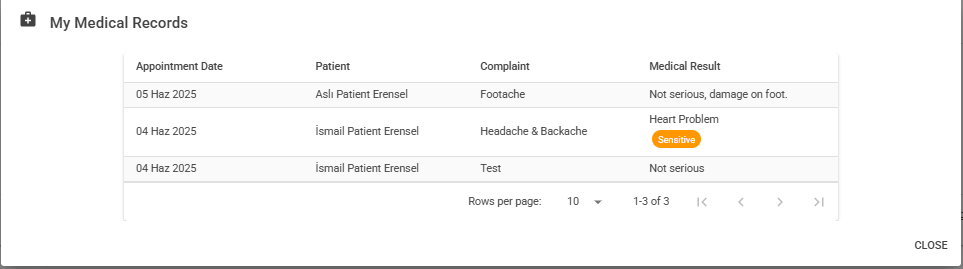 My Medical Records
Appointment Date Patient Complaint Medical Result
05 Haz 2025 Aslı Patient Erensel Footache Not serious, damage on foot.
04 Haz 2025 İsmail Patient Erensel Headache & Backache Heart Problem
Sensitive
04 Haz 2025 İsmail Patient Erensel Test Not serious
Rows per page: 10 1-3 of 3
CLOSE